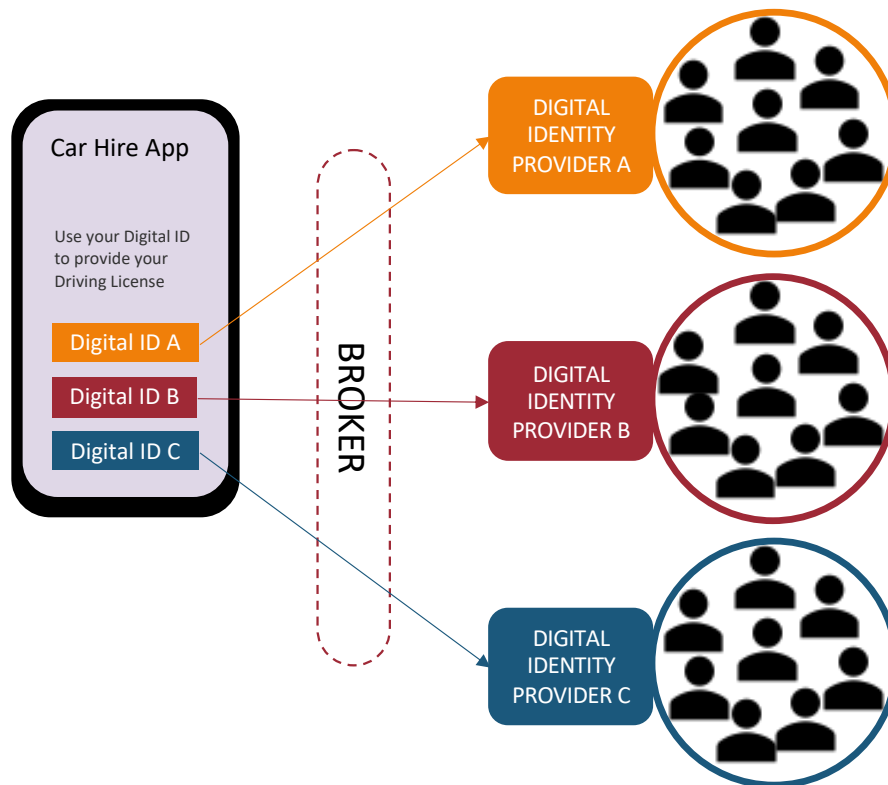 Car Hire App
Use your Digital ID
to provide your
Driving License
Digital ID A
Digital ID B
Digital ID C
BROKER
DIGITAL
IDENTITY
PROVIDER A
DIGITAL
IDENTITY
PROVIDER B
DIGITAL
IDENTITY
PROVIDER C